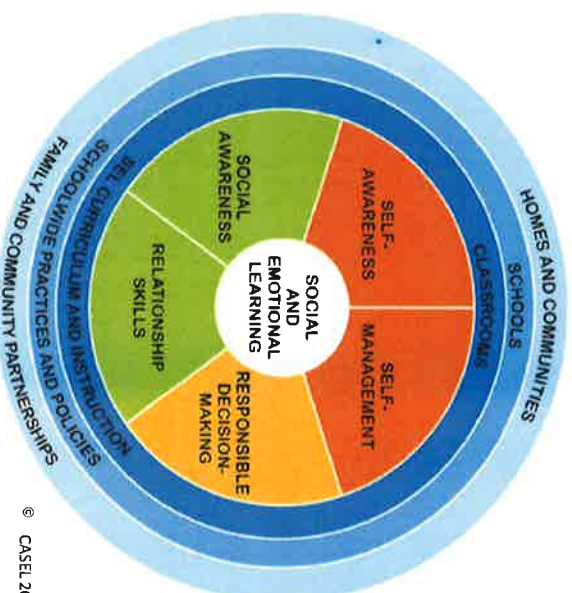 HOMES AND COMMUNITIES
SCHOOLS
CLASSROOMS
SELF-
AWARENESS
SELF-
MANAGEMENT
SOCIAL
AWARENESS
SOCIAL
AND
EMOTIONAL
LEARNING
RESPONSIBLE
DECISION-
MAKING
RELATIONSHIP
SKILLS
SEL CURRICULUM AND INSTRUCTION
SCHOOLWIDE PRACTICES AND POLICIES
FAMILY AND COMMUNITY PARTNERSHIPS
© CASEL